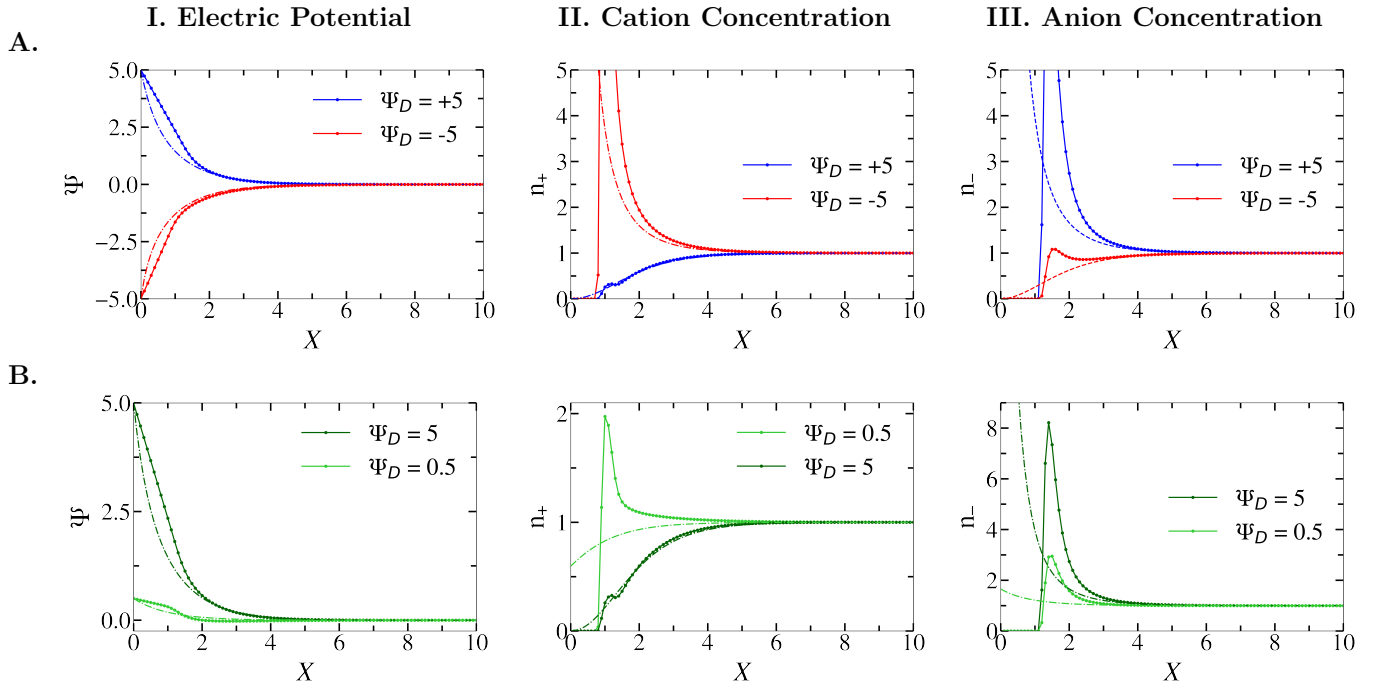 I. Electric Potential
II. Cation Concentration
III. Anion Concentration
A.
5.0
2.5
0.0
−2.5
−5.0
Ψ
0 2 4 6 8 10
X
Ψ_D = +5
Ψ_D = -5
5
4
3
2
1
0
n₊
0 2 4 6 8 10
X
Ψ_D = +5
Ψ_D = -5
5
4
3
2
1
0
n₋
0 2 4 6 8 10
X
Ψ_D = +5
Ψ_D = -5
B.
5.0
2.5
0.0
Ψ
0 2 4 6 8 10
X
Ψ_D = 5
Ψ_D = 0.5
2
1
0
n₊
0 2 4 6 8 10
X
Ψ_D = 0.5
Ψ_D = 5
8
6
4
2
0
n₋
0 2 4 6 8 10
X
Ψ_D = 5
Ψ_D = 0.5